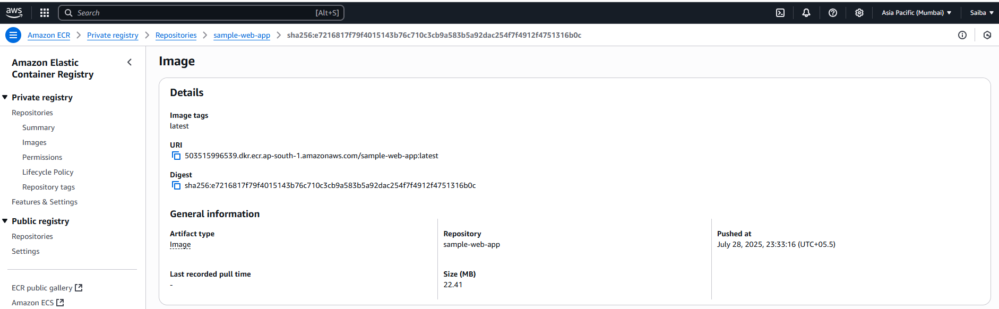 aws
Search [Alt+S]
Asia Pacific (Mumbai)
Saiba
Amazon ECR > Private registry > Repositories > sample-web-app > sha256:e7216817f79f4015143b76c710c3cb9a583b5a92dac254f7f4912f4751316b0c
Amazon Elastic
Container Registry
Private registry
Repositories
Summary
Images
Permissions
Lifecycle Policy
Repository tags
Features & Settings
Public registry
Repositories
Settings
ECR public gallery
Amazon ECS
Image
Details
Image tags
latest
URI
503515996539.dkr.ecr.ap-south-1.amazonaws.com/sample-web-app:latest
Digest
sha256:e7216817f79f4015143b76c710c3cb9a583b5a92dac254f7f4912f4751316b0c
General information
Artifact type
Image
Repository
sample-web-app
Pushed at
July 28, 2025, 23:33:16 (UTC+05.5)
Last recorded pull time
-
Size (MB)
22.41